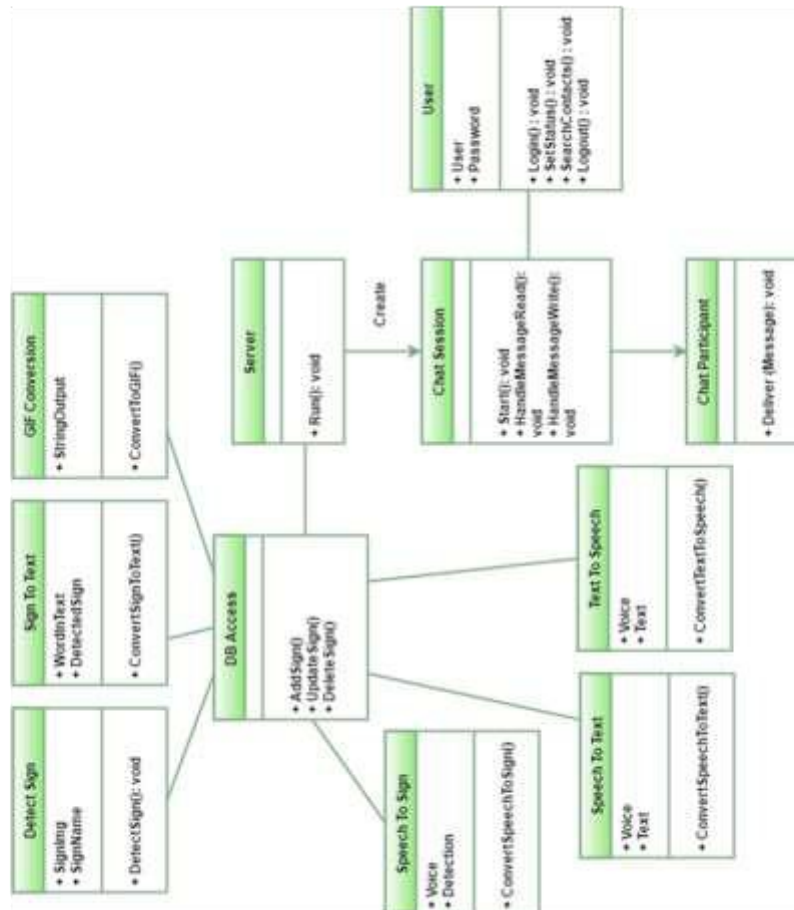 Detect Sign
+ SignImg
+ SignName
+ DetectSign(): void
Sign To Text
+ WordInText
+ DetectedSign
+ ConvertSignToText()
GIF Conversion
+ StringOutput
+ ConvertToGIF()
DB Access
+ AddSign()
+ UpdateSign()
+ DeleteSign()
Server
+ Run(): void
Create
Speech To Sign
+ Voice
+ Detection
+ ConvertSpeechToSign()
Chat Session
+ Start(): void
+ HandleMessageRead():
void
+ HandleMessageWrite():
void
User
+ User
+ Password
+ Login() : void
+ SetStatus() : void
+ SearchContacts() : void
+ Logout() : void
Speech To Text
+ Voice
+ Text
+ ConvertSpeechToText()
Text To Speech
+ Voice
+ Text
+ ConvertTextToSpeech()
Chat Participant
+ Deliver (Message): void